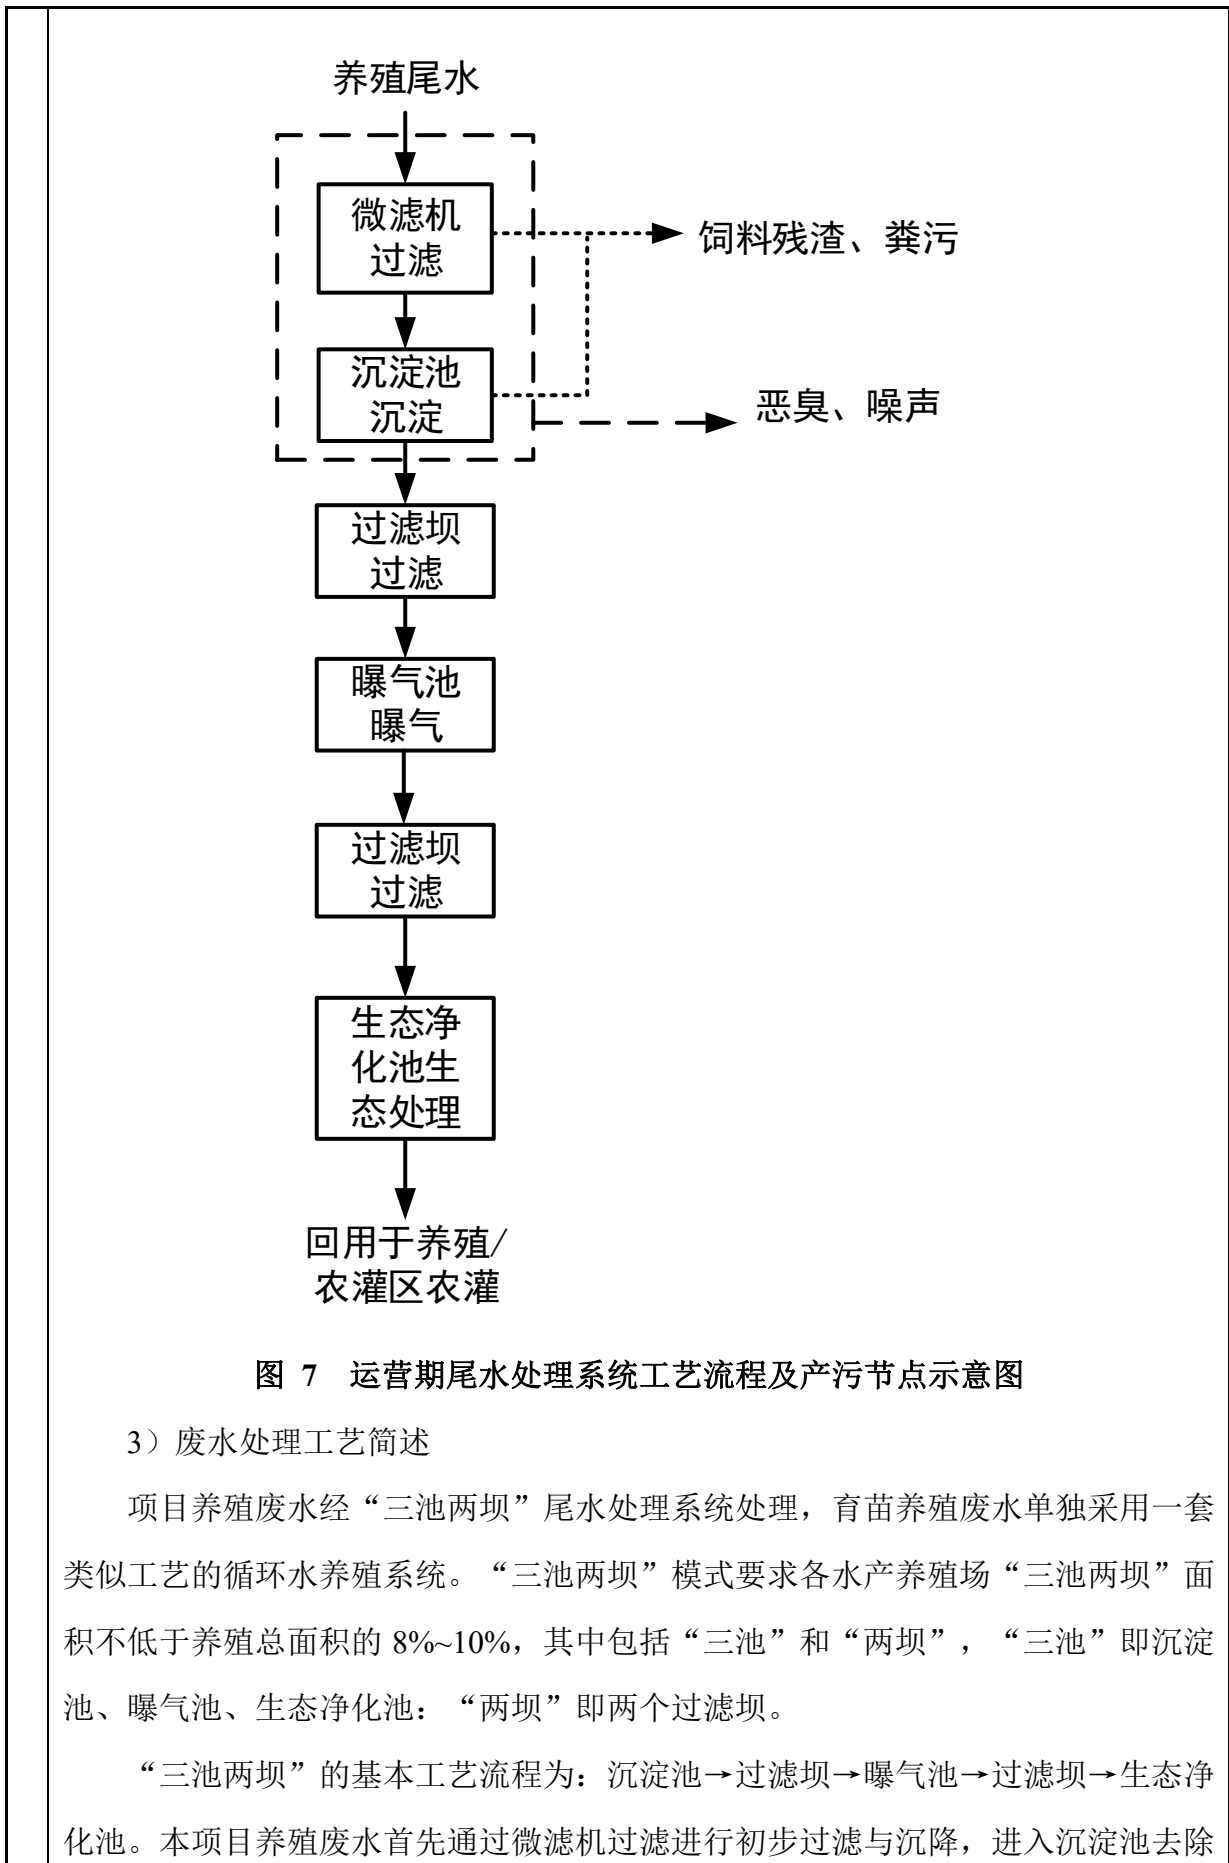 养殖尾水
微滤机
过滤
饲料残渣、粪污
沉淀池
沉淀
恶臭、噪声
过滤坝
过滤
曝气池
曝气
过滤坝
过滤
生态净
化池生
态处理
回用于养殖/
农灌区农灌
图 7 运营期尾水处理系统工艺流程及产污节点示意图
3）废水处理工艺简述
项目养殖废水经“三池两坝”尾水处理系统处理，育苗养殖废水单独采用一套
类似工艺的循环水养殖系统。“三池两坝”模式要求各水产养殖场“三池两坝”面
积不低于养殖总面积的 8%~10%，其中包括“三池”和“两坝”，“三池”即沉淀
池、曝气池、生态净化池：“两坝”即两个过滤坝。
“三池两坝”的基本工艺流程为：沉淀池→过滤坝→曝气池→过滤坝→生态净
化池。本项目养殖废水首先通过微滤机过滤进行初步过滤与沉降，进入沉淀池去除